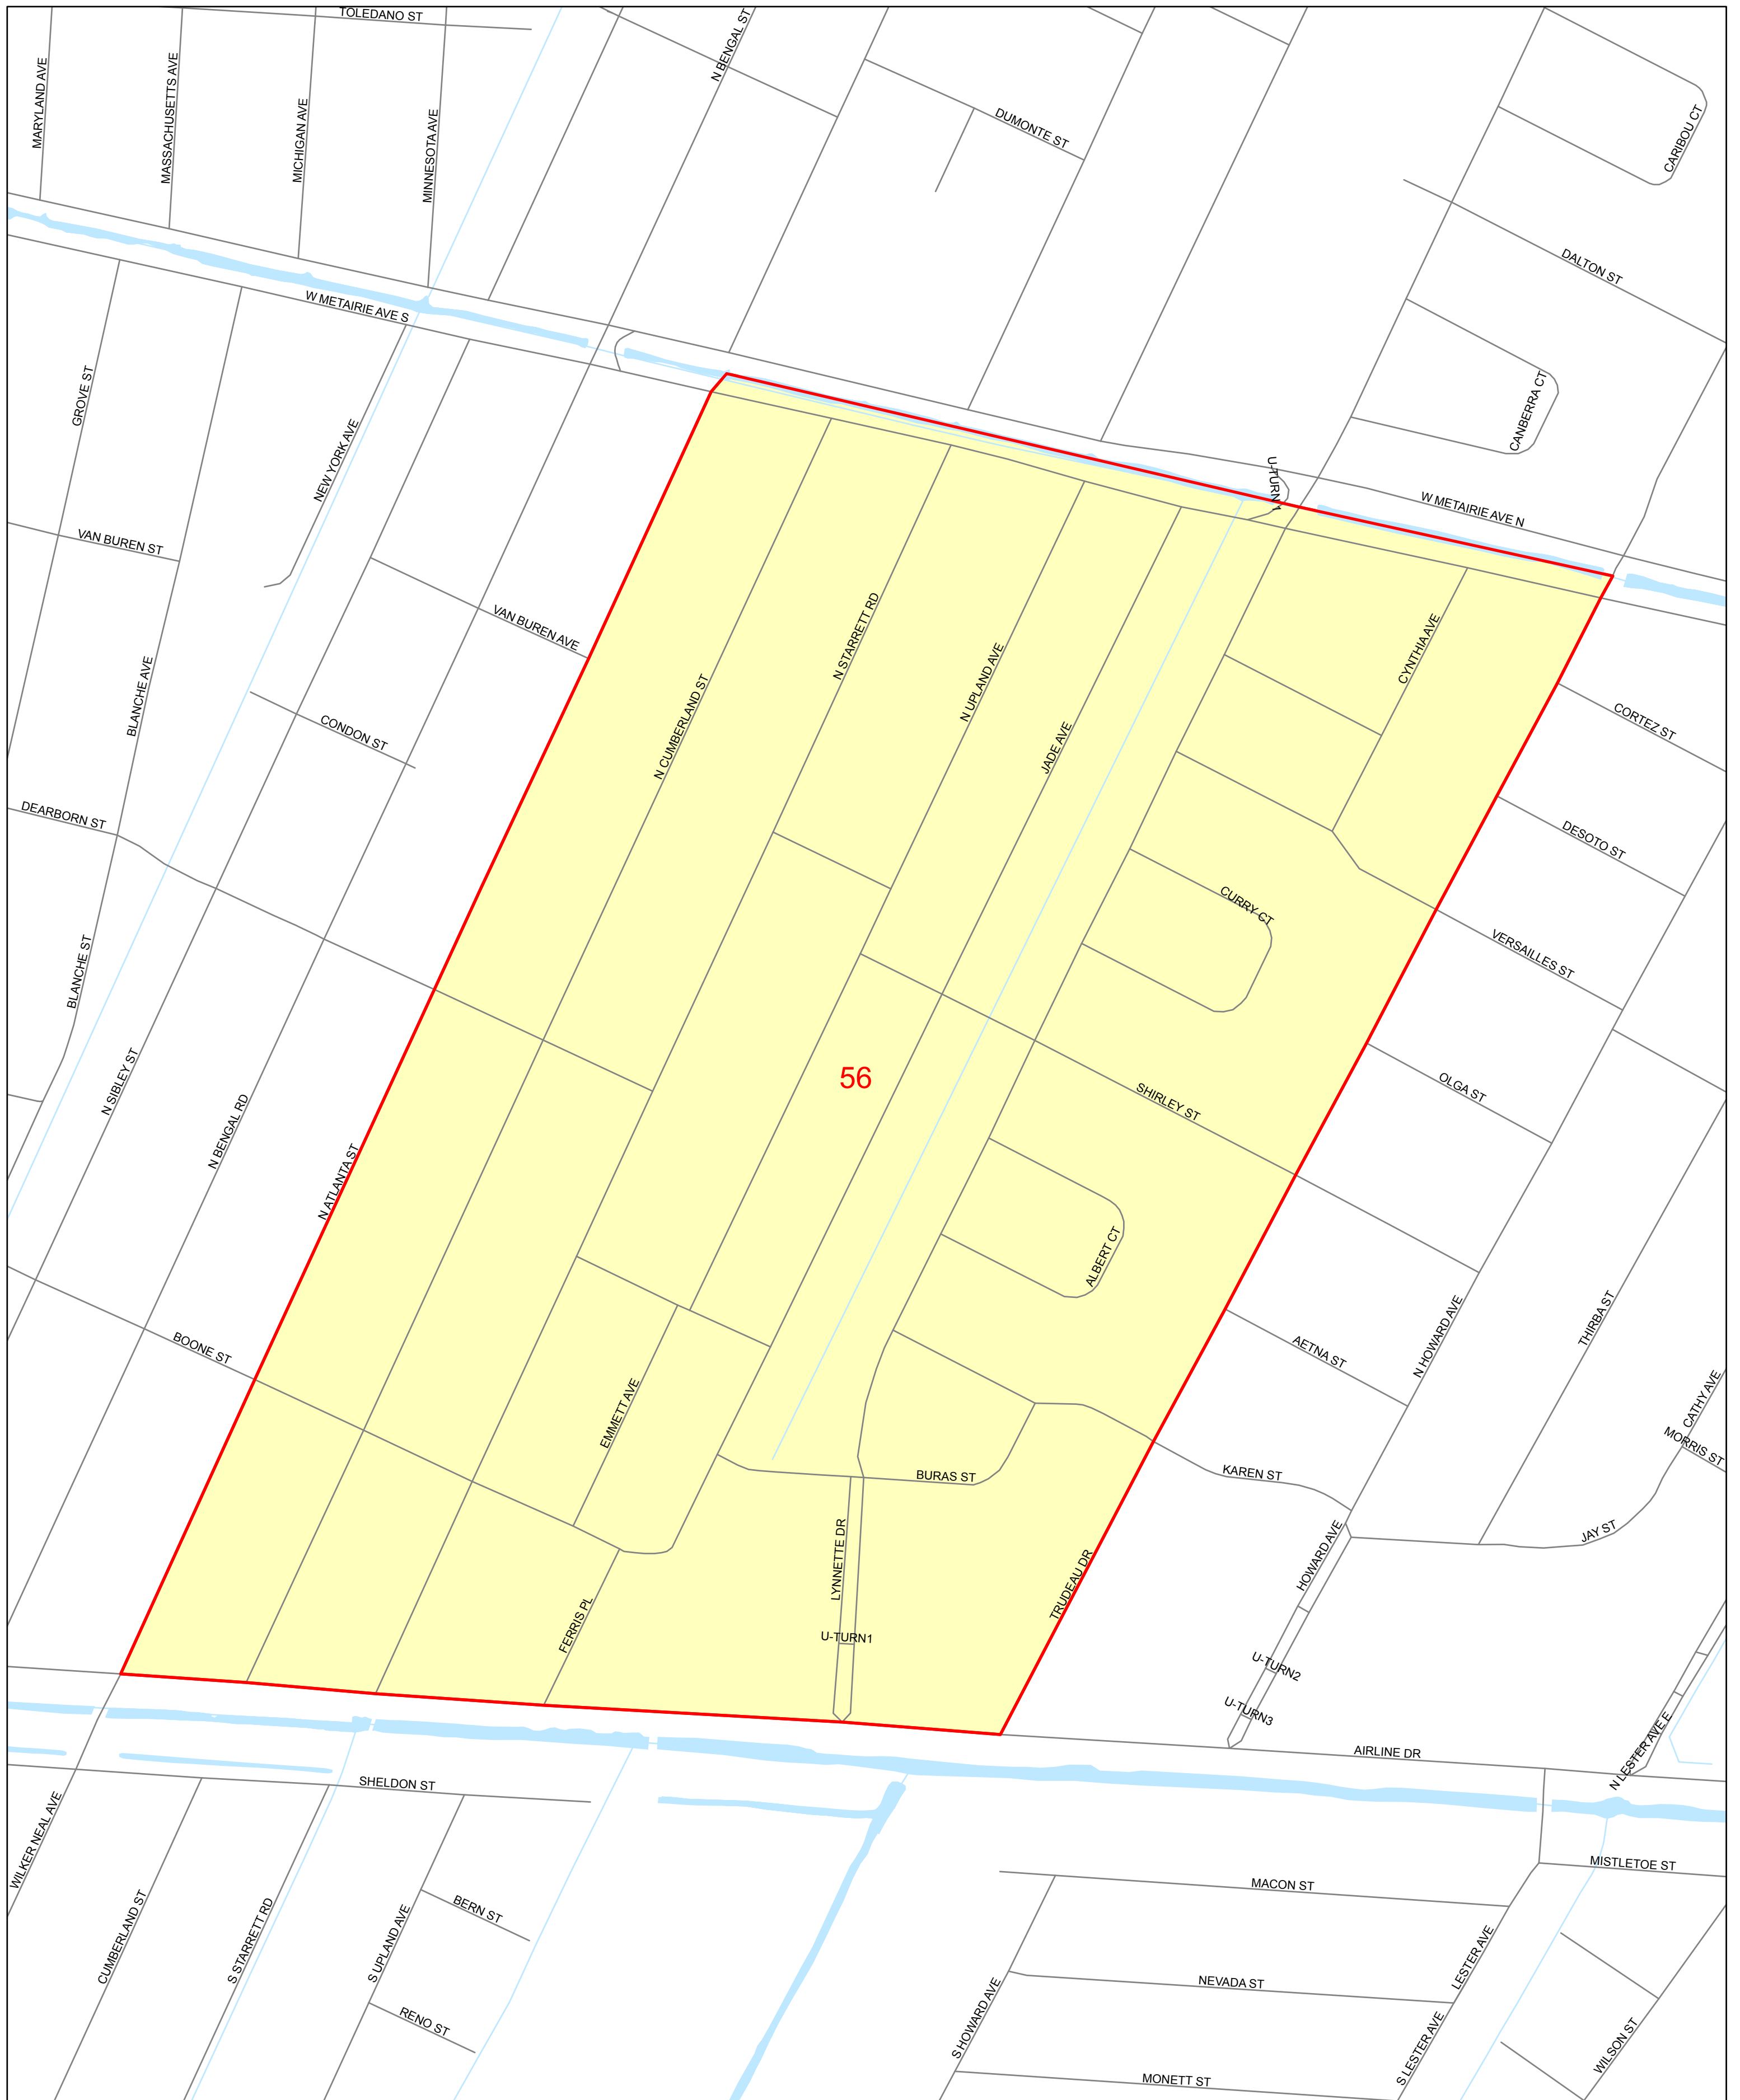 TOLEDANO ST
N BENGAL ST
MARYLAND AVE
MASSACHUSETTS AVE
MICHIGAN AVE
MINNESOTA AVE
DUMONTE ST
CARIBOU CT
DALTON ST
W METAIRIE AVE S
GROVE ST
NEW YORK AVE
CANBERRA CT
U-TURN1
W METAIRIE AVE N
VAN BUREN ST
VAN BUREN AVE
N STARRETT RD
CYNTHIA AVE
BLANCHE AVE
CONDON ST
N CUMBERLAND ST
N UPLAND AVE
JADE AVE
CORTEZ ST
DEARBORN ST
DESOTO ST
CURRY CT
VERSAILLES ST
BLANCHE ST
N SIBLEY ST
56
SHIRLEY ST
OLGA ST
N BENGAL RD
N ATLANTA ST
ALBERT CT
BOONE ST
AETNA ST
N HOWARD AVE
THIRBA ST
EMMETT AVE
CATHY AVE
MORRIS ST
BURAS ST
KAREN ST
JAY ST
LYNNETTE DR
HOWARD AVE
TRUDEAU DR
FERRIS PL
U-TURN1
U-TURN2
U-TURN3
AIRLINE DR
N LESTER AVE E
SHELDON ST
WILKER NEAL AVE
MISTLETOE ST
MACON ST
CUMBERLAND ST
S STARRETT RD
S UPLAND AVE
BERN ST
LESTER AVE
NEVADA ST
S HOWARD AVE
RENO ST
S LESTER AVE
WILSON ST
MONETT ST